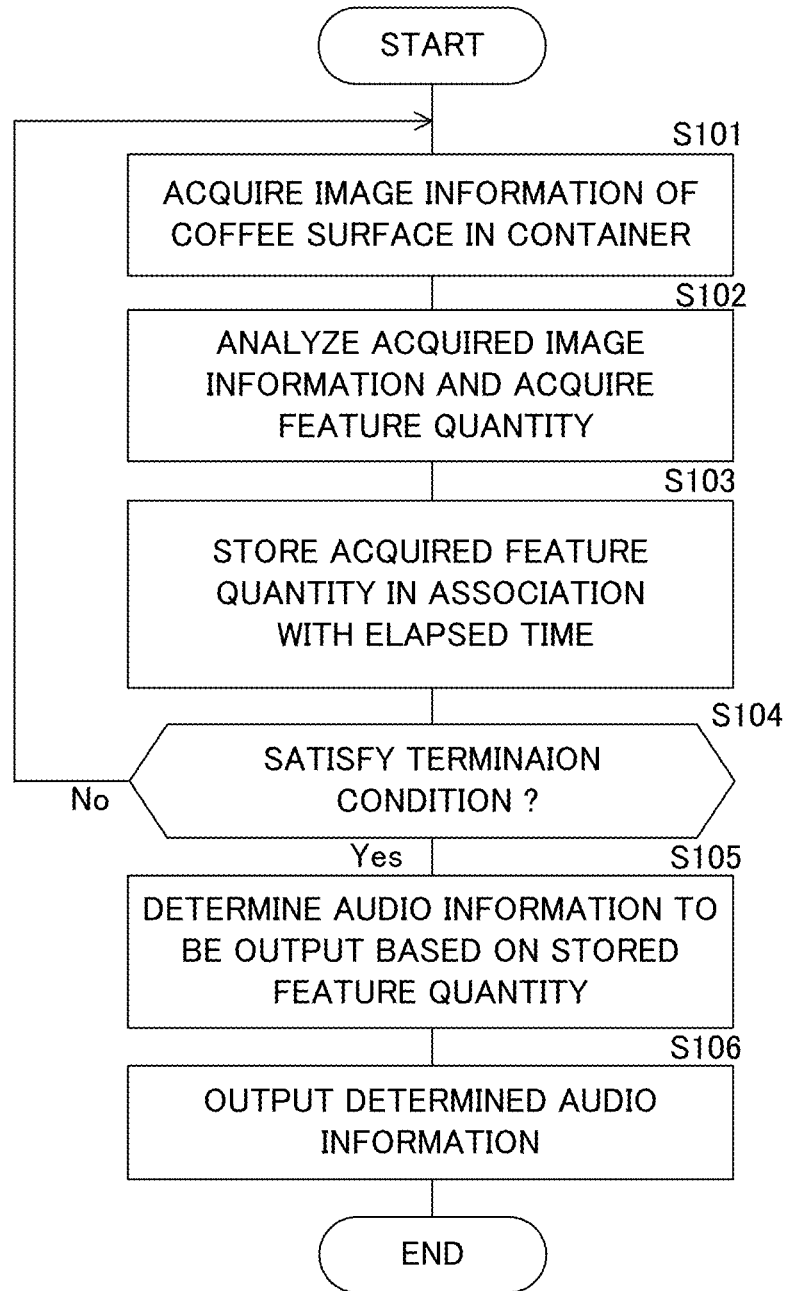 START
S101
ACQUIRE IMAGE INFORMATION OF
COFFEE SURFACE IN CONTAINER
S102
ANALYZE ACQUIRED IMAGE
INFORMATION AND ACQUIRE
FEATURE QUANTITY
S103
STORE ACQUIRED FEATURE
QUANTITY IN ASSOCIATION
WITH ELAPSED TIME
S104
SATISFY TERMINAION
CONDITION ?
No
Yes
S105
DETERMINE AUDIO INFORMATION TO
BE OUTPUT BASED ON STORED
FEATURE QUANTITY
S106
OUTPUT DETERMINED AUDIO
INFORMATION
END